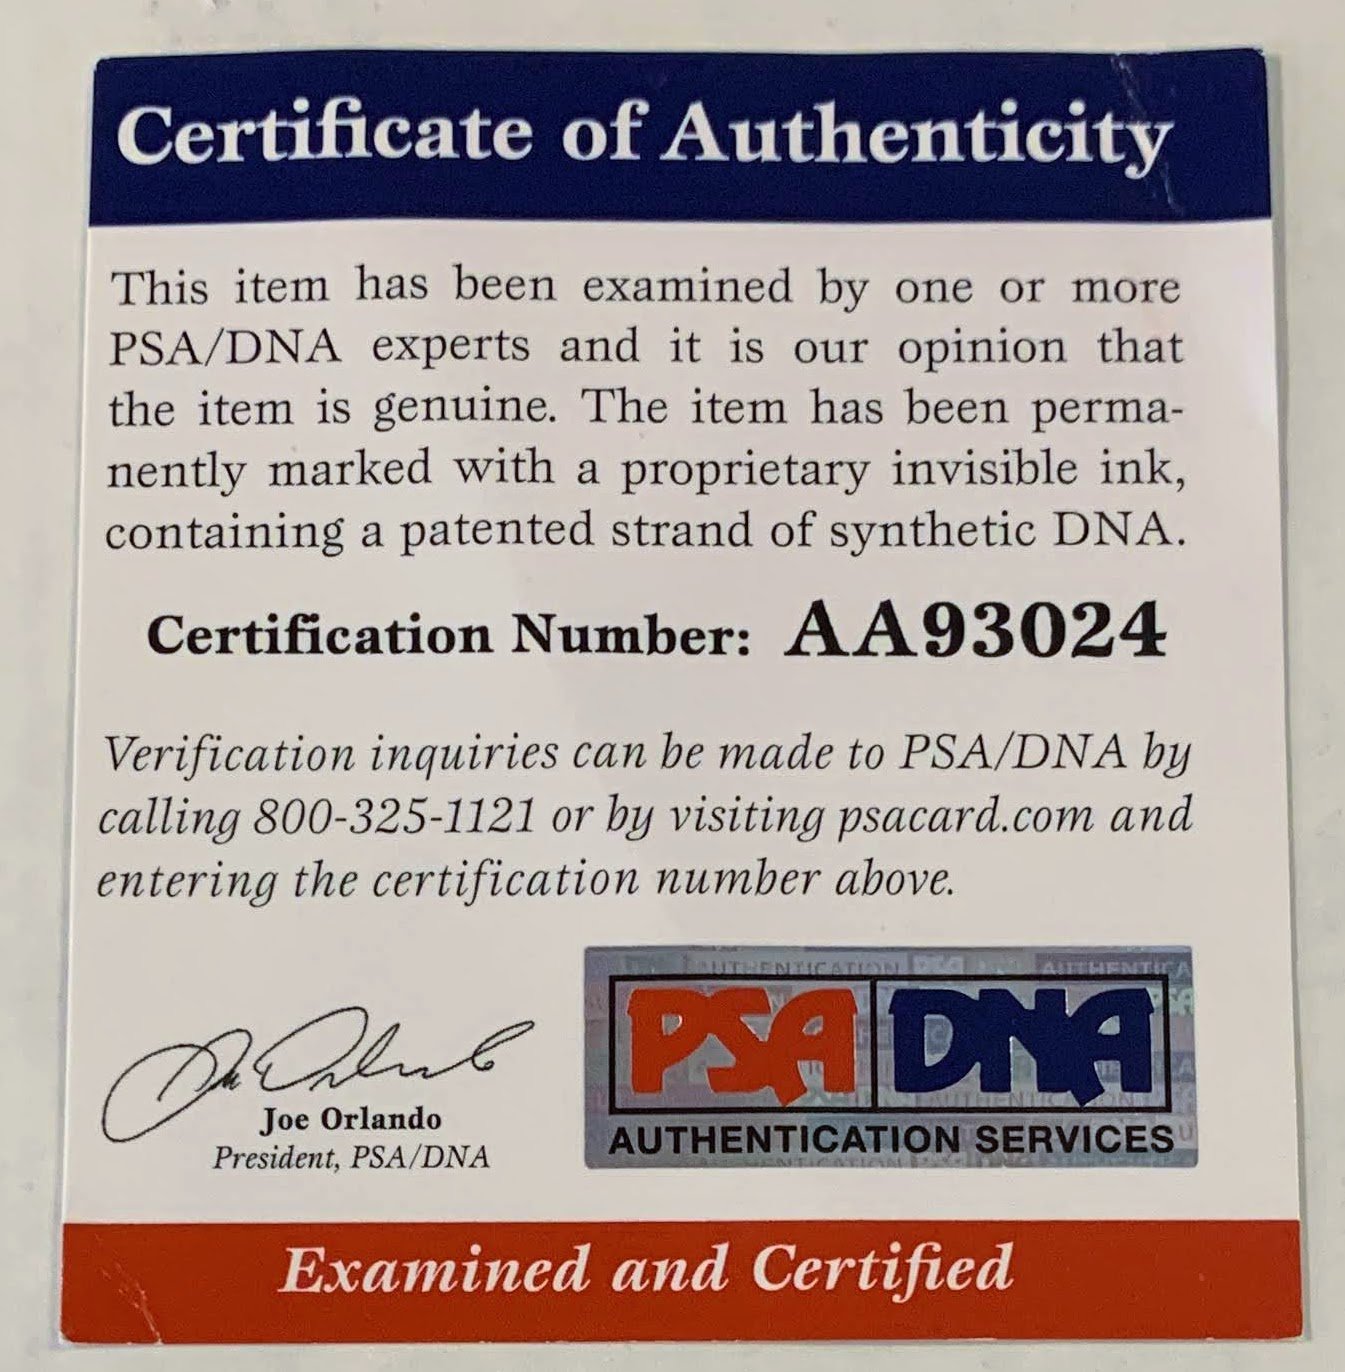 Certificate of Authenticity
This item has been examined by one or more
PSA/DNA experts and it is our opinion that
the item is genuine. The item has been perma-
nently marked with a proprietary invisible ink,
containing a patented strand of synthetic DNA.
Certification Number: AA93024
Verification inquiries can be made to PSA/DNA by
calling 800-325-1121 or by visiting psacard.com and
entering the certification number above.
Joe Orlando
President, PSA/DNA
PSA DNA
AUTHENTICATION SERVICES
Examined and Certified